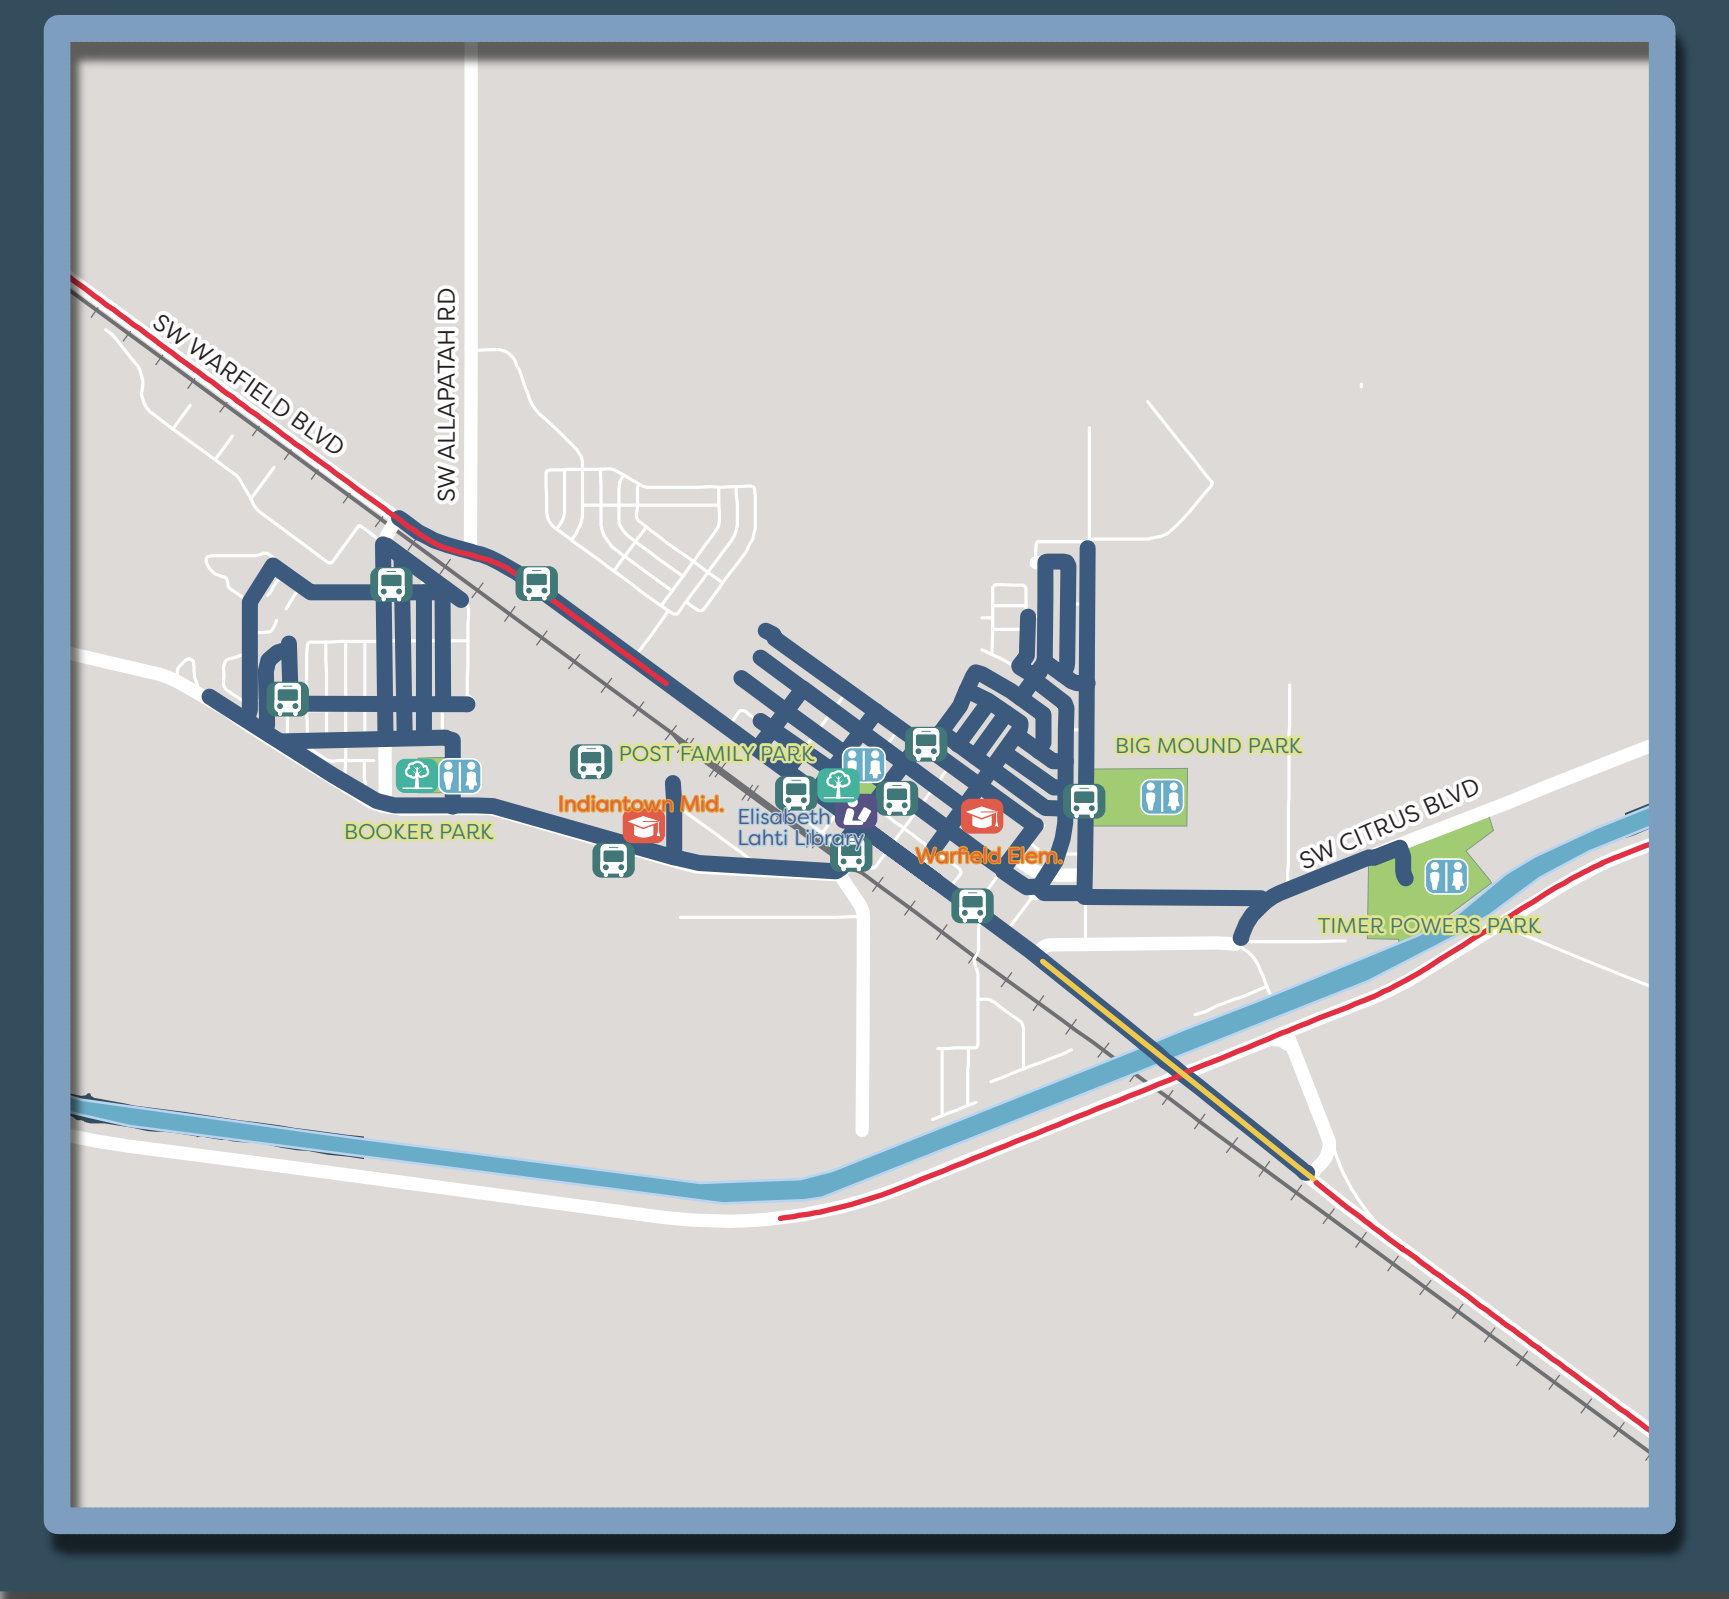 SW ALLAPATAH RD
SW WARFIELD BLVD
POST FAMILY PARK
BIG MOUND PARK
Indiantown Mid.
Elisabeth
Lahti Library
BOOKER PARK
SW CITRUS BLVD
Warfield Elem.
TIMER POWERS PARK